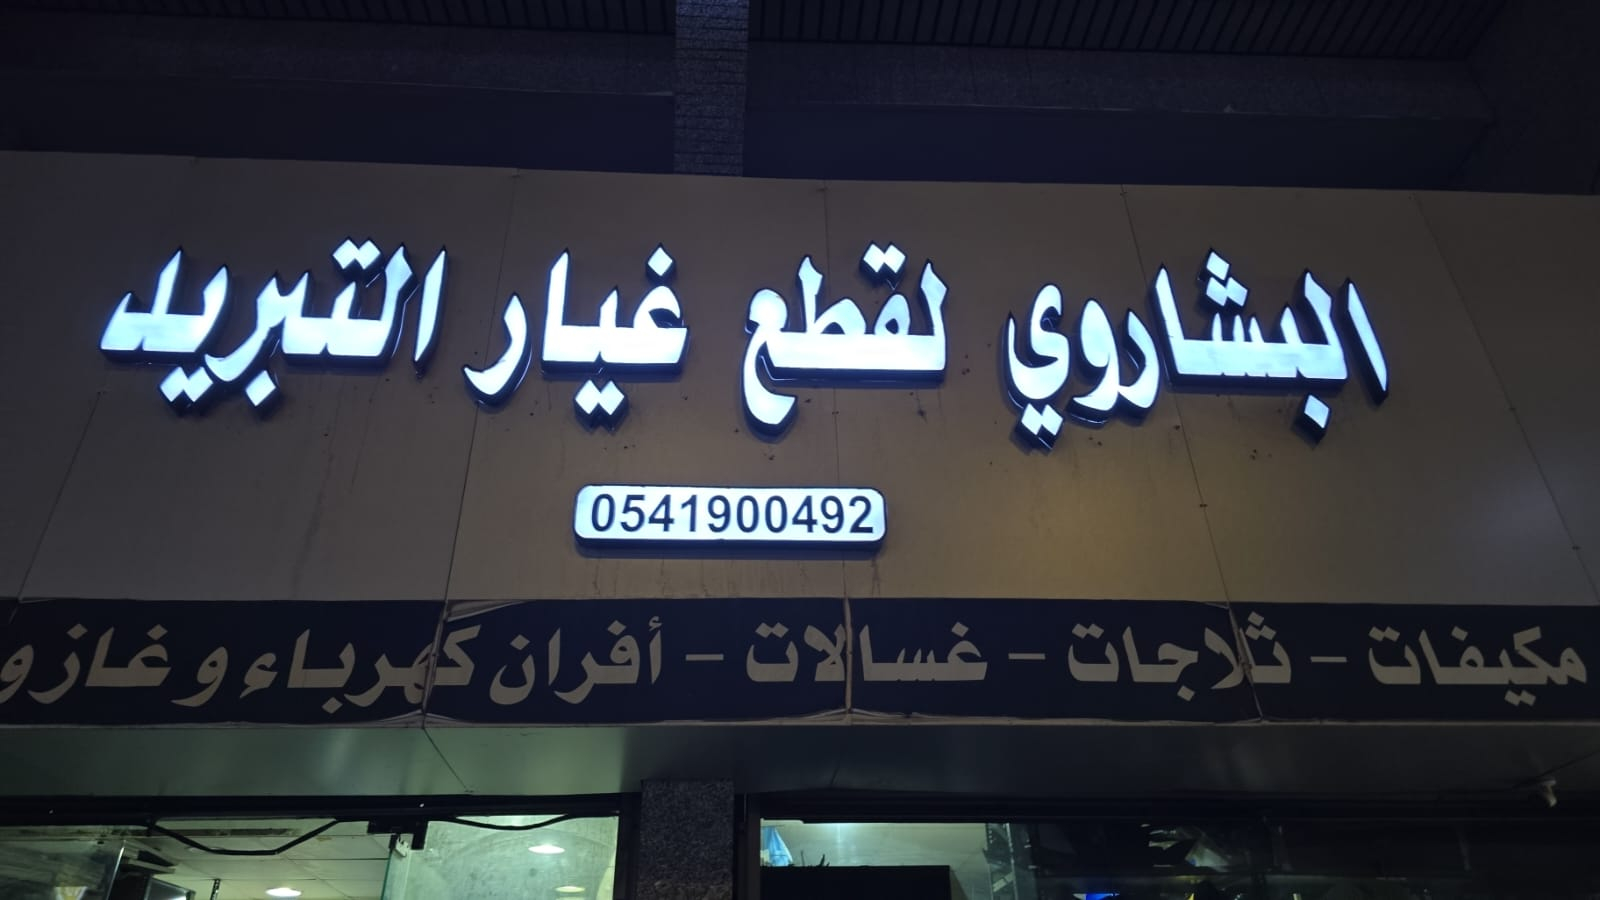 البشاروي لقطع غيار التبريد
0541900492
مكيفات - ثلاجات - غسالات - أفران كهرباء و غاز و